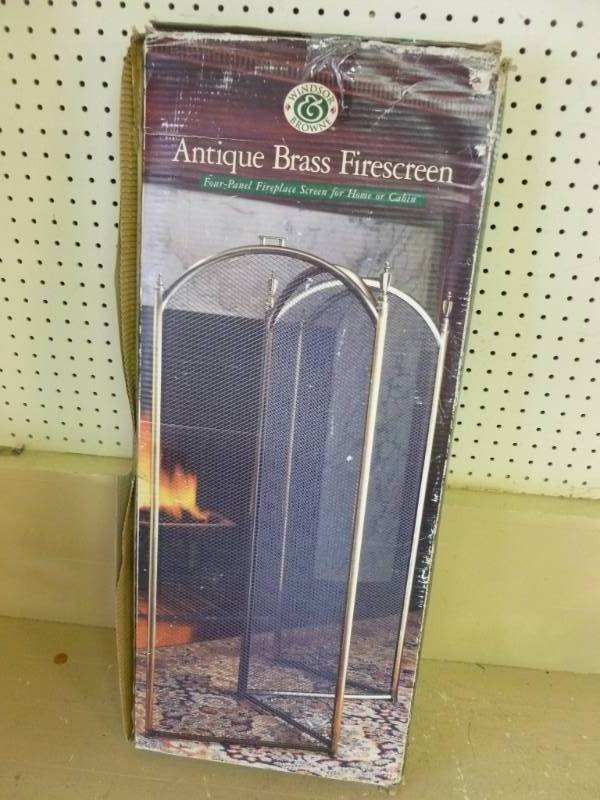 WINDSOR
&
BROWNE
Antique Brass Firescreen
Four-Panel Fireplace Screen for Home or Cabin